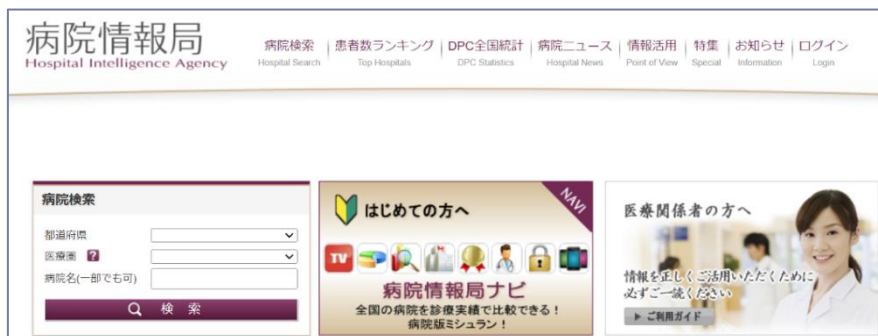 病院情報局
Hospital Intelligence Agency
病院検索 患者数ランキング DPC全国統計 病院ニュース 情報活用 特集 お知らせ ログイン
Hospital Search Top Hospitals DPC Statistics Hospital News Point of View Special Information Login
病院検索
都道府県
医療圏 ?
病院名(一部でも可)
検 索
はじめての方へ
NAVI
TV
病院情報局ナビ
全国の病院を診療実績で比較できる！
病院版ミシュラン！
医療関係者の方へ
情報を正しくご活用いただくために
必ずご一読ください
▶ ご利用ガイド